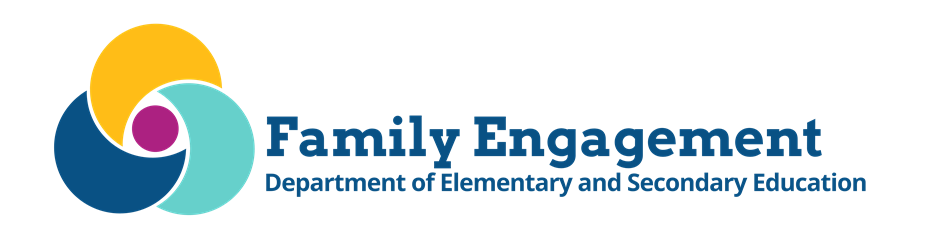 Family Engagement
Department of Elementary and Secondary Education